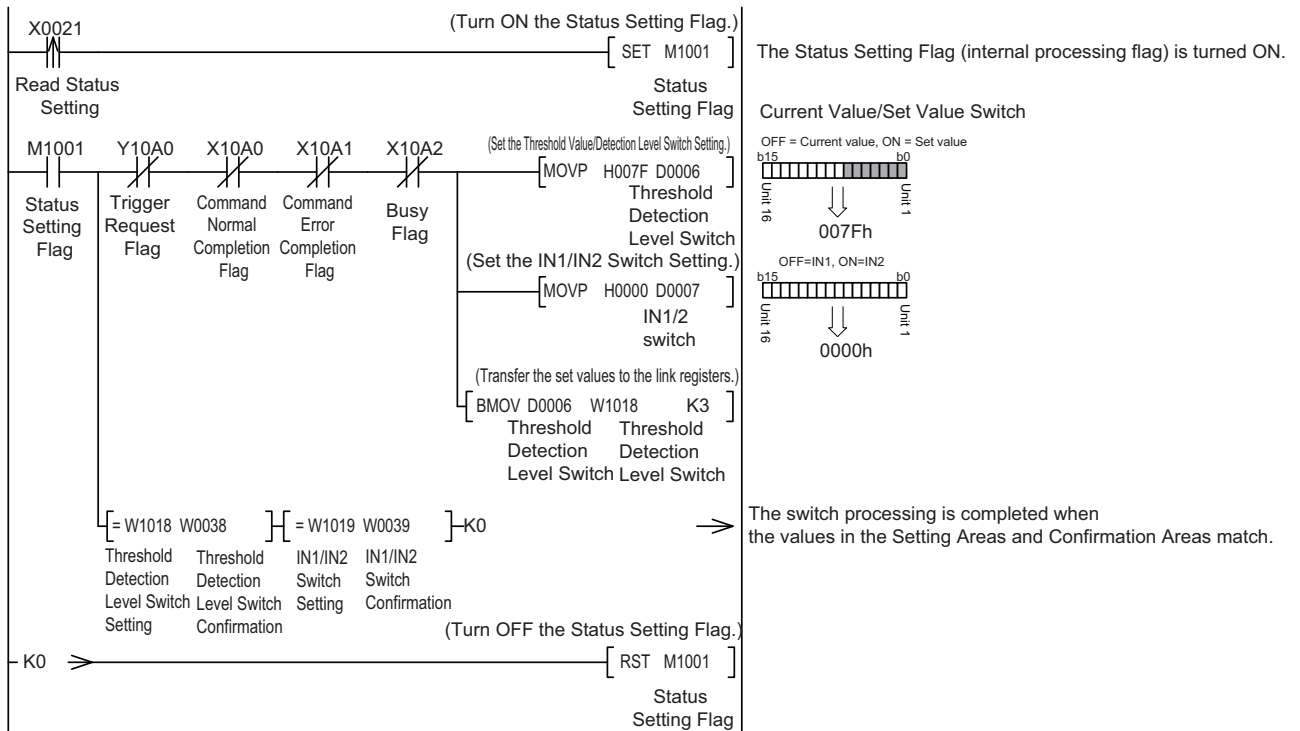 X0021
(Turn ON the Status Setting Flag.)
SET M1001
The Status Setting Flag (internal processing flag) is turned ON.
Read Status
Setting
Status
Setting Flag
Current Value/Set Value Switch
M1001 Y10A0 X10A0 X10A1 X10A2
(Set the Threshold Value/Detection Level Switch Setting.)
MOVP H007F D0006
OFF = Current value, ON = Set value
b15 b0
Unit 16 Unit 1
007Fh
Status
Setting
Flag
Trigger
Request
Flag
Command
Normal
Completion
Flag
Command
Error
Completion
Flag
Busy
Flag
Threshold
Detection
Level Switch
(Set the IN1/IN2 Switch Setting.)
MOVP H0000 D0007
IN1/2
switch
OFF=IN1, ON=IN2
b15 b0
Unit 16 Unit 1
0000h
(Transfer the set values to the link registers.)
BMOV D0006 W1018 K3
Threshold
Detection
Level Switch
Threshold
Detection
Level Switch
= W1018 W0038 = W1019 W0039 K0
The switch processing is completed when
the values in the Setting Areas and Confirmation Areas match.
Threshold
Detection
Level Switch
Setting
Threshold
Detection
Level Switch
Confirmation
IN1/IN2
Switch
Setting
IN1/IN2
Switch
Confirmation
(Turn OFF the Status Setting Flag.)
K0
RST M1001
Status
Setting Flag